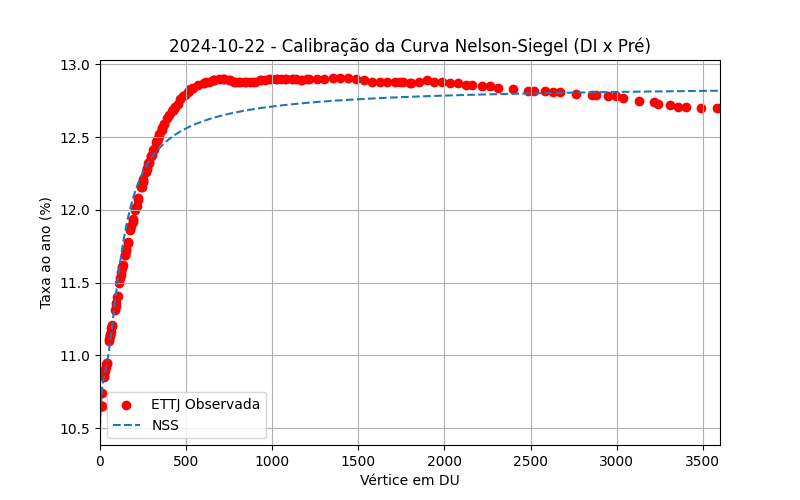 2024-10-22 - Calibração da Curva Nelson-Siegel (DI x Pré)
13.0
12.5
12.0
11.5
11.0
10.5
Taxa ao ano (%)
ETTJ Observada
NSS
0 500 1000 1500 2000 2500 3000 3500
Vértice em DU